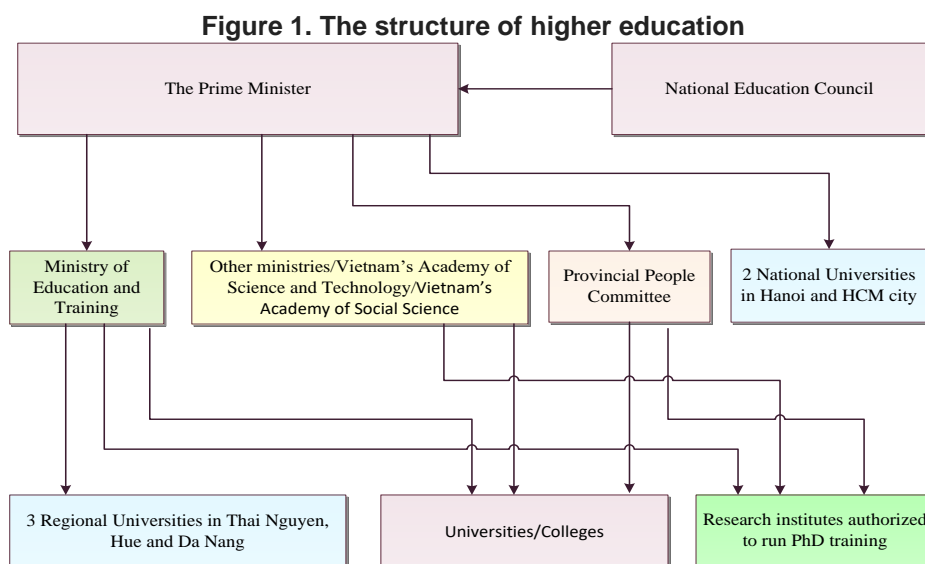 Figure 1. The structure of higher education
The Prime Minister
National Education Council
Ministry of
Education and
Training
Other ministries/Vietnam's Academy of
Science and Technology/Vietnam's
Academy of Social Science
Provincial People
Committee
2 National Universities
in Hanoi and HCM city
3 Regional Universities in Thai Nguyen,
Hue and Da Nang
Universities/Colleges
Research institutes authorized
to run PhD training